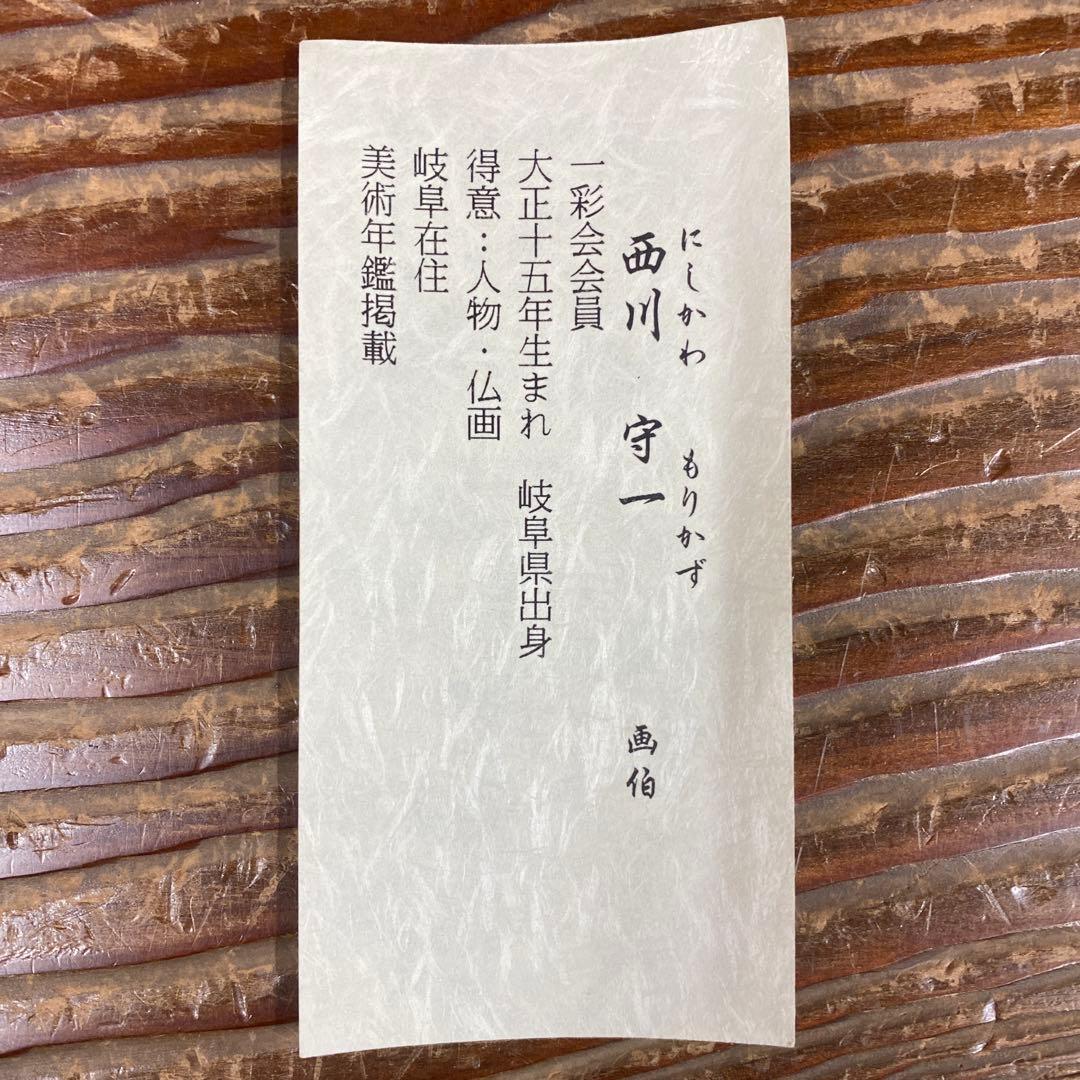 にしかわ　もりかず
西川　守一　画伯
一彩会会員
大正十五年生まれ　岐阜県出身
得意…人物・仏画
岐阜在住
美術年鑑掲載